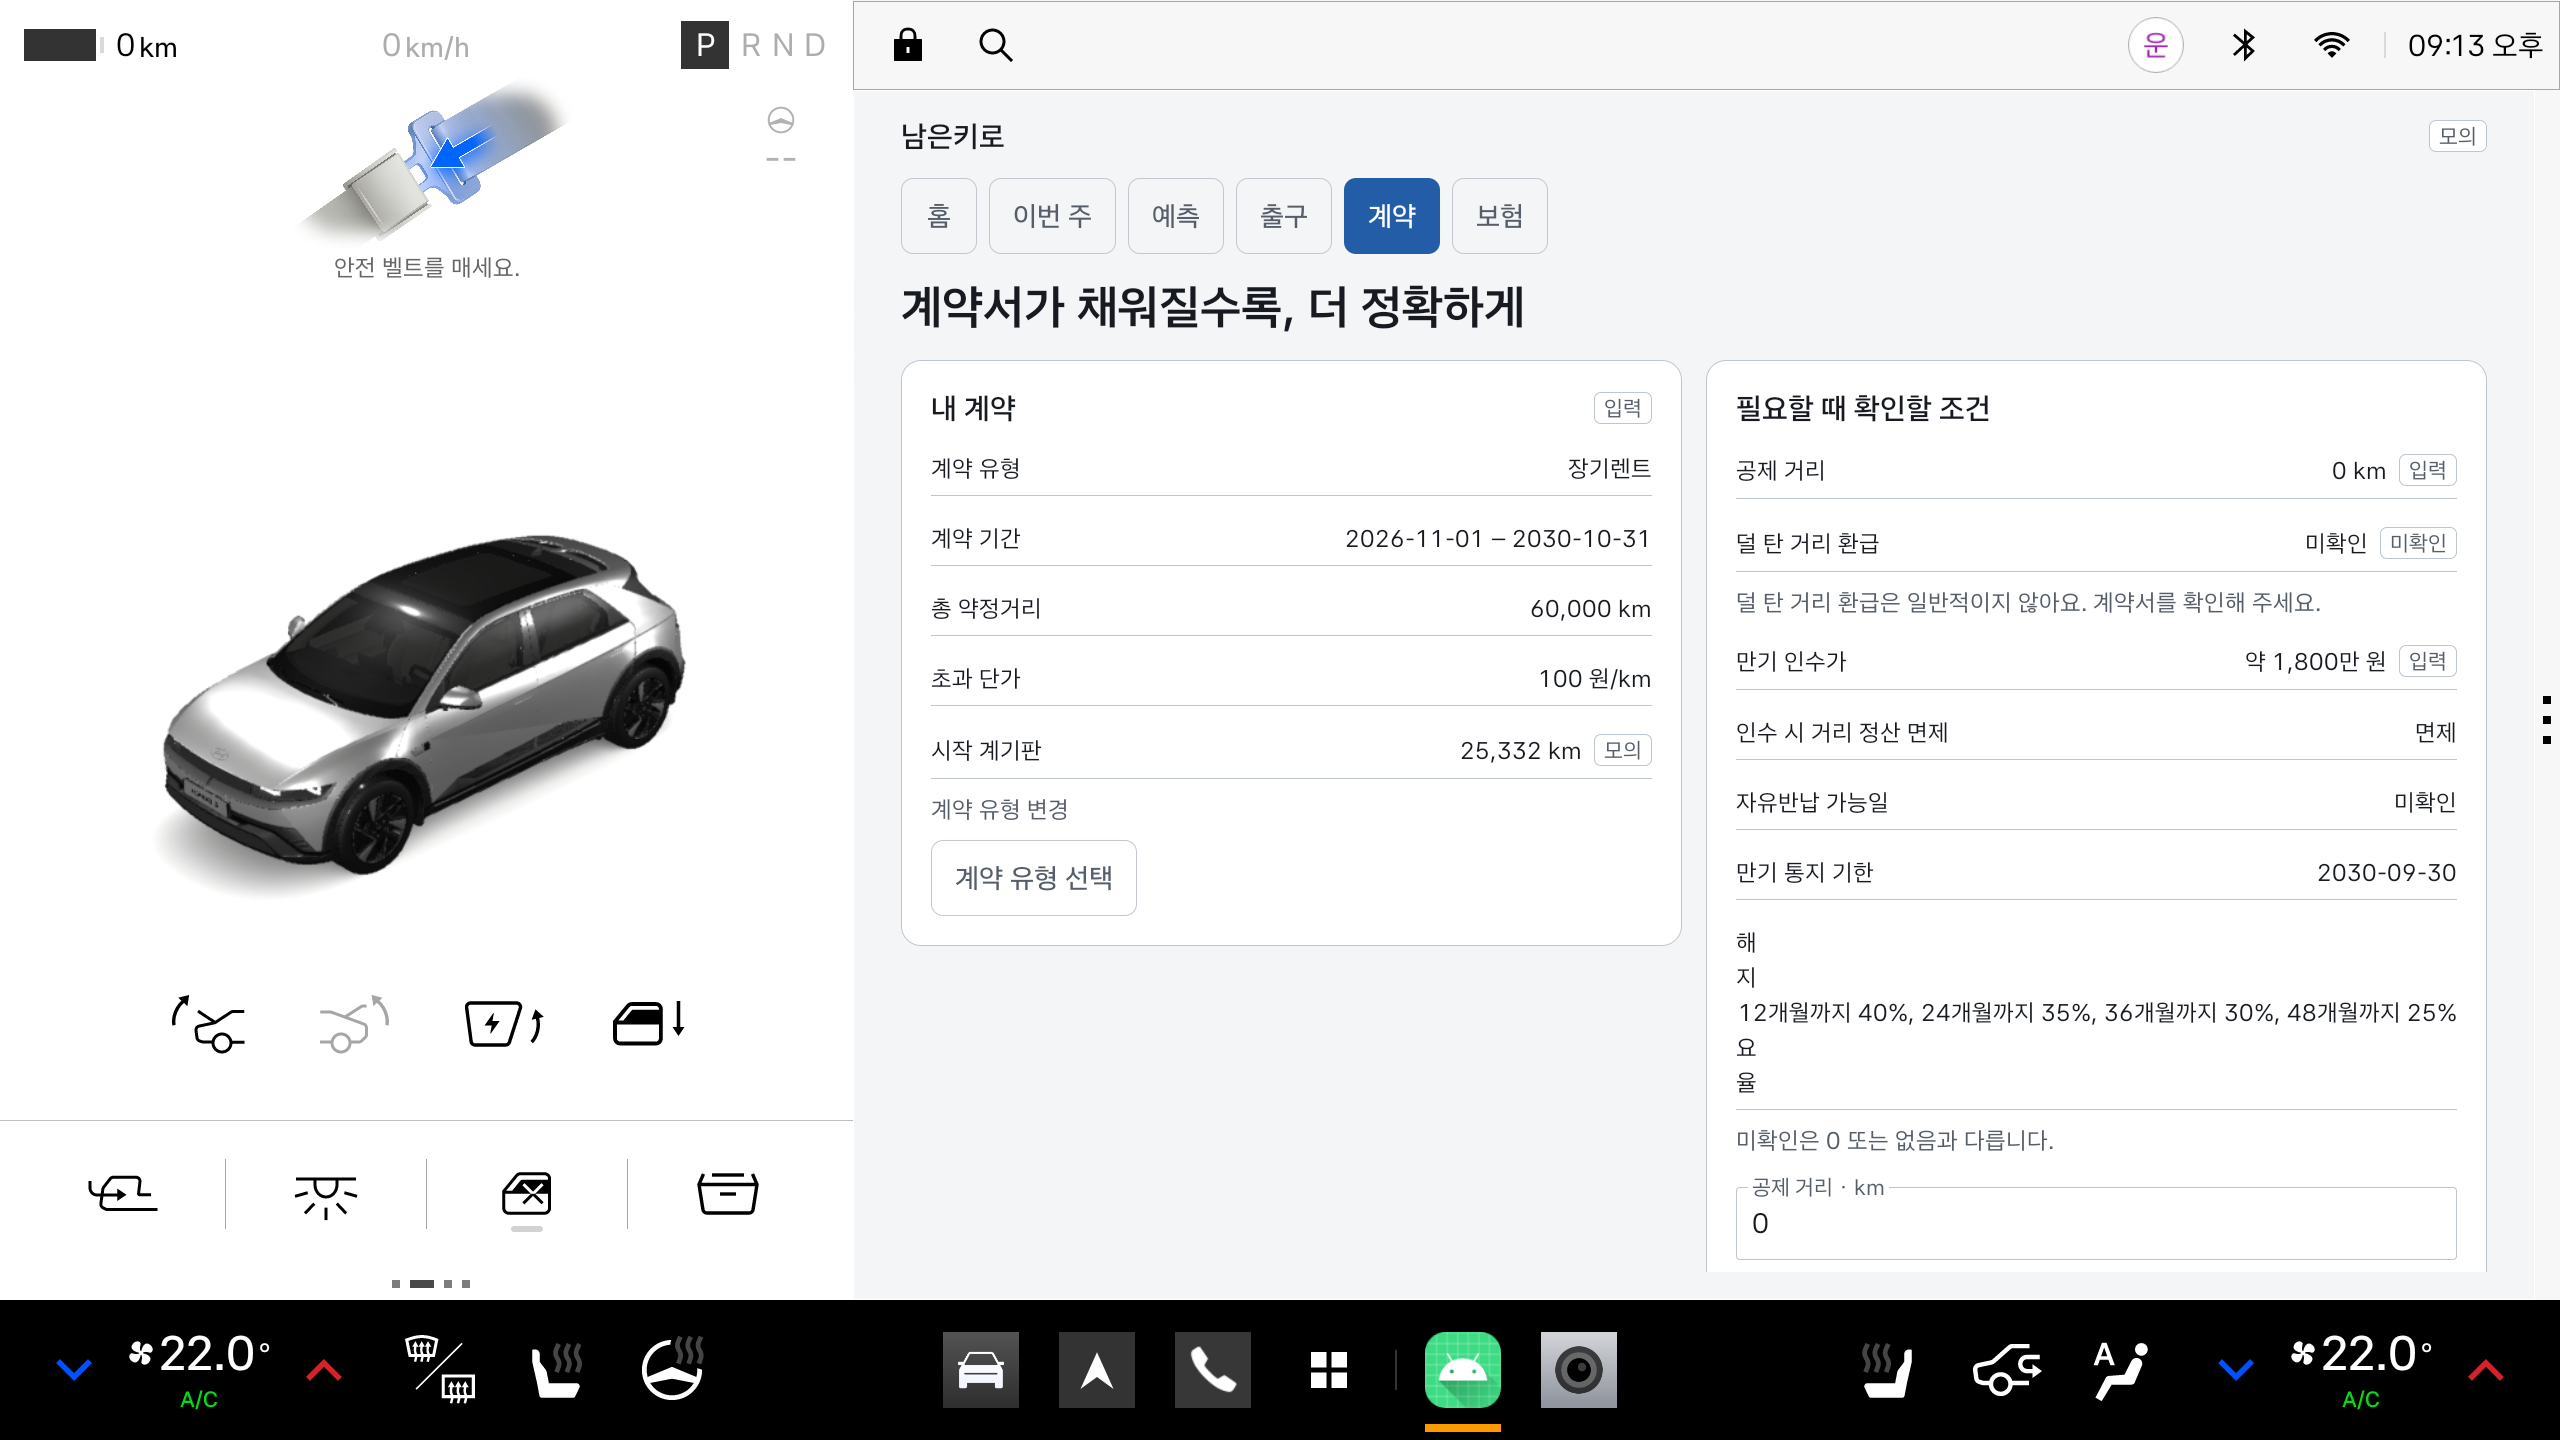 0 km
0 km/h
P R N D
안전 벨트를 매세요.
운
09:13 오후
남은키로
모의
홈
이번 주
예측
출구
계약
보험
계약서가 채워질수록, 더 정확하게
내 계약
입력
계약 유형
장기렌트
계약 기간
2026-11-01 – 2030-10-31
총 약정거리
60,000 km
초과 단가
100 원/km
시작 계기판
25,332 km
모의
계약 유형 변경
계약 유형 선택
필요할 때 확인할 조건
공제 거리
0 km
입력
덜 탄 거리 환급
미확인
미확인
덜 탄 거리 환급은 일반적이지 않아요. 계약서를 확인해 주세요.
만기 인수가
약 1,800만 원
입력
인수 시 거리 정산 면제
면제
자유반납 가능일
미확인
만기 통지 기한
2030-09-30
해
지
12개월까지 40%, 24개월까지 35%, 36개월까지 30%, 48개월까지 25%
요
율
미확인은 0 또는 없음과 다릅니다.
공제 거리 · km
0
22.0°
A/C
A
22.0°
A/C